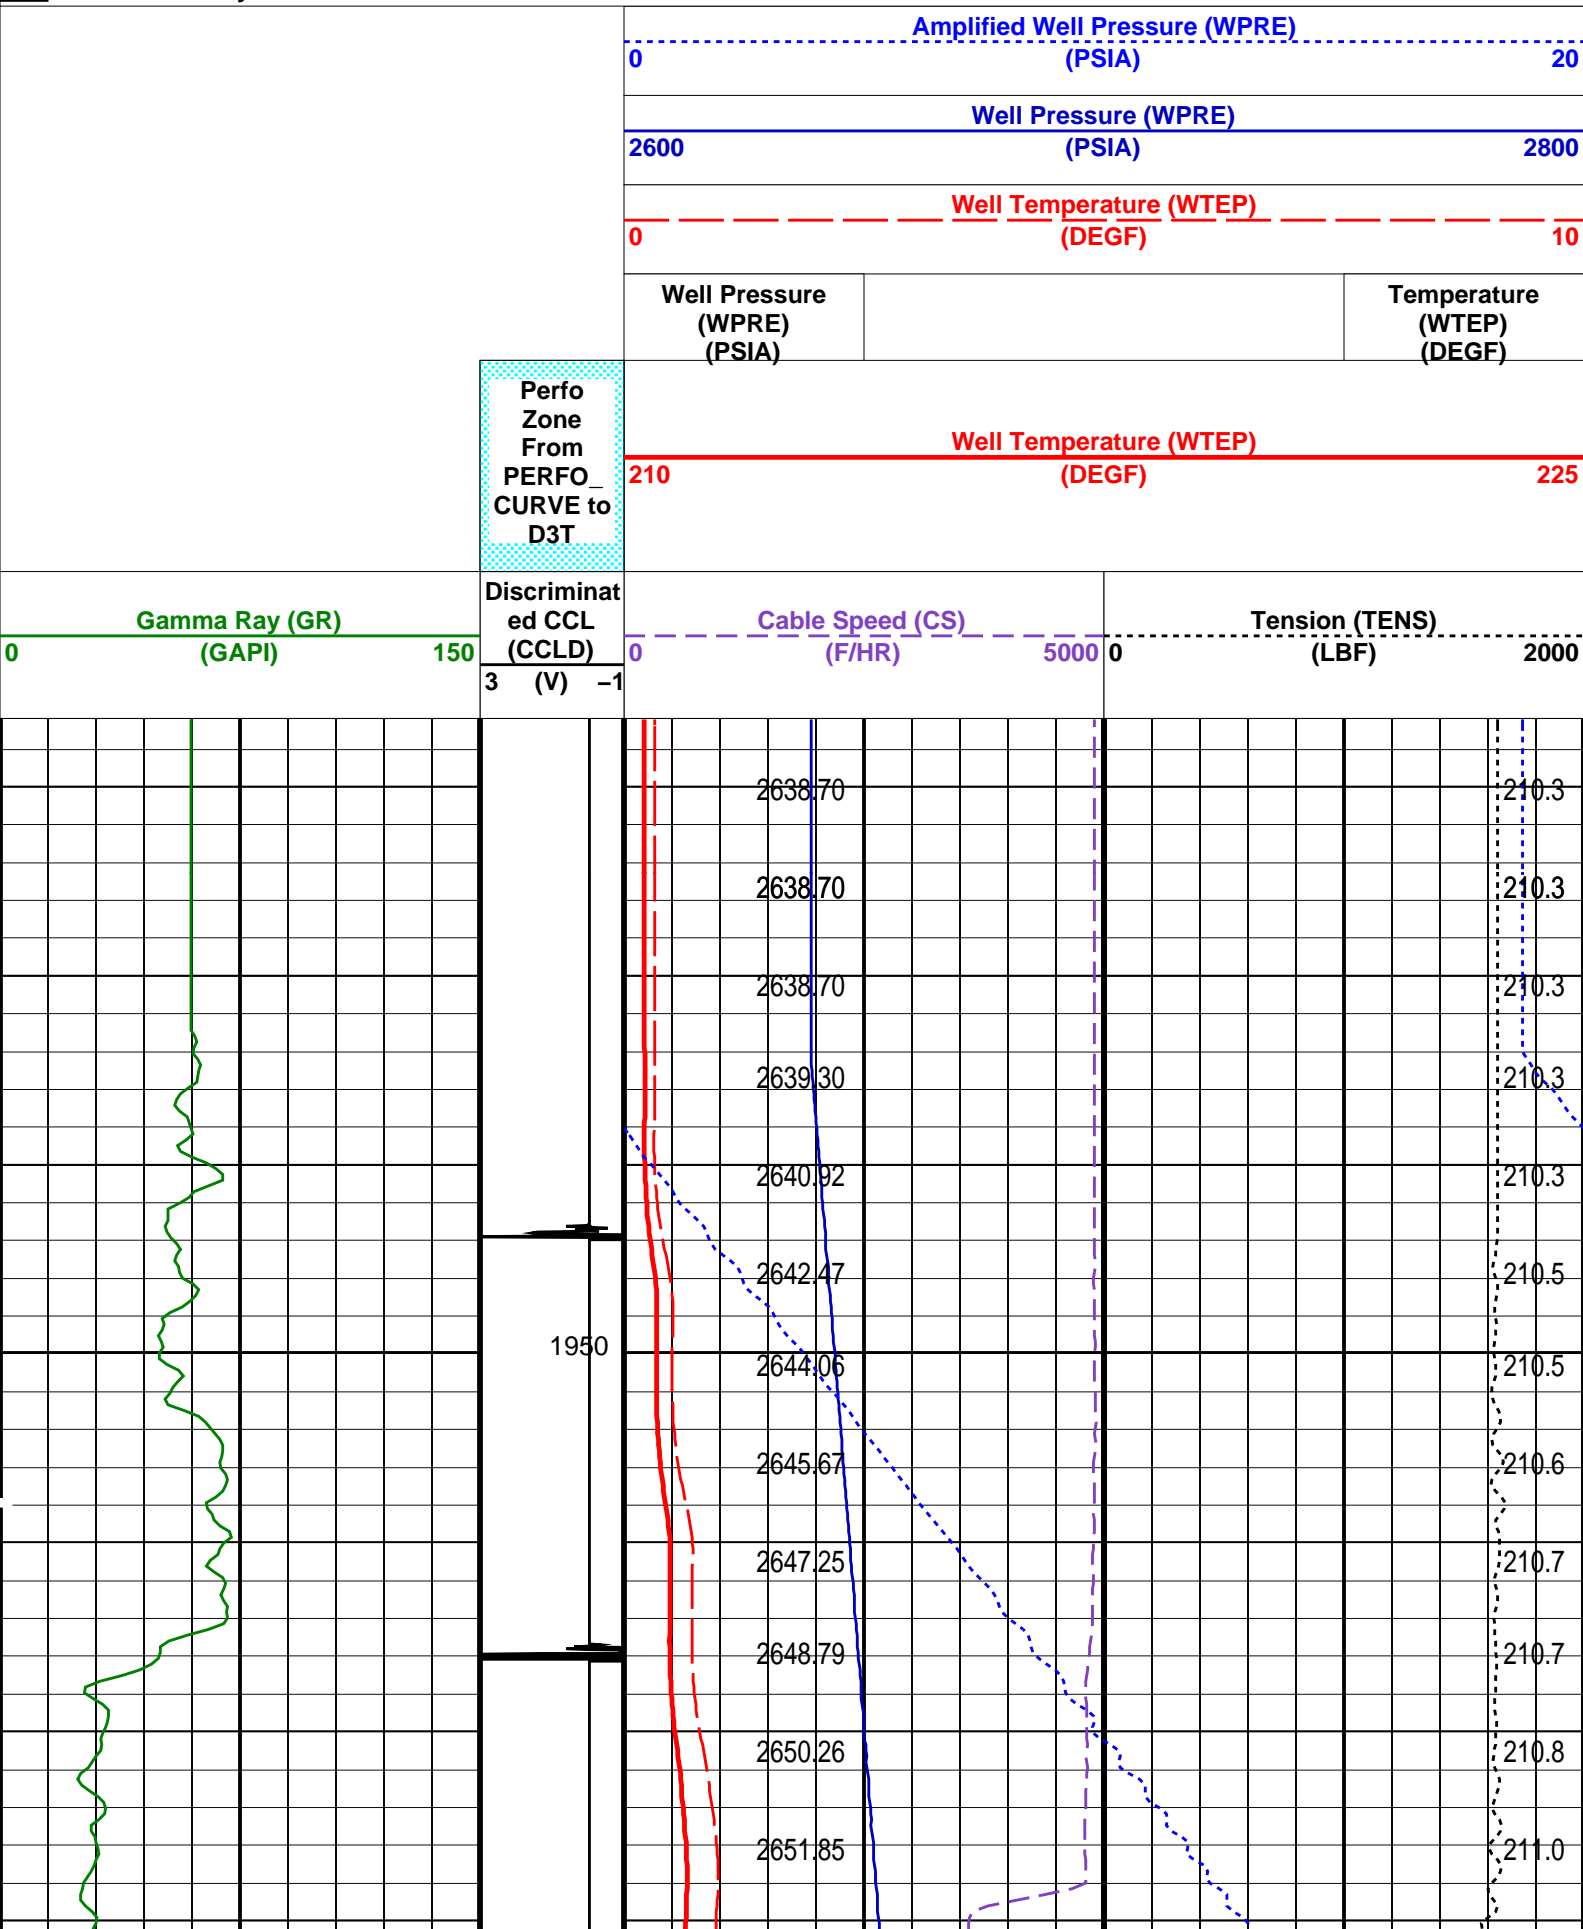 Amplified Well Pressure (WPRE)
0 (PSIA) 20
Well Pressure (WPRE)
2600 (PSIA) 2800
Well Temperature (WTEP)
0 (DEGF) 10
Well Pressure (WPRE) (PSIA)
Temperature (WTEP) (DEGF)
Perfo
Zone
From
PERFO_
CURVE to
D3T
Well Temperature (WTEP)
210 (DEGF) 225
Gamma Ray (GR)
0 (GAPI) 150
Discriminat
ed CCL
(CCLD)
3 (V) −1
Cable Speed (CS)
0 (F/HR) 5000
Tension (TENS)
0 (LBF) 2000
2638.70 210.3
2638.70 210.3
2638.70 210.3
2639.30 210.3
2640.92 210.3
2642.47 210.5
1950
2644.06 210.5
2645.67 210.6
2647.25 210.7
2648.79 210.7
2650.26 210.8
2651.85 211.0